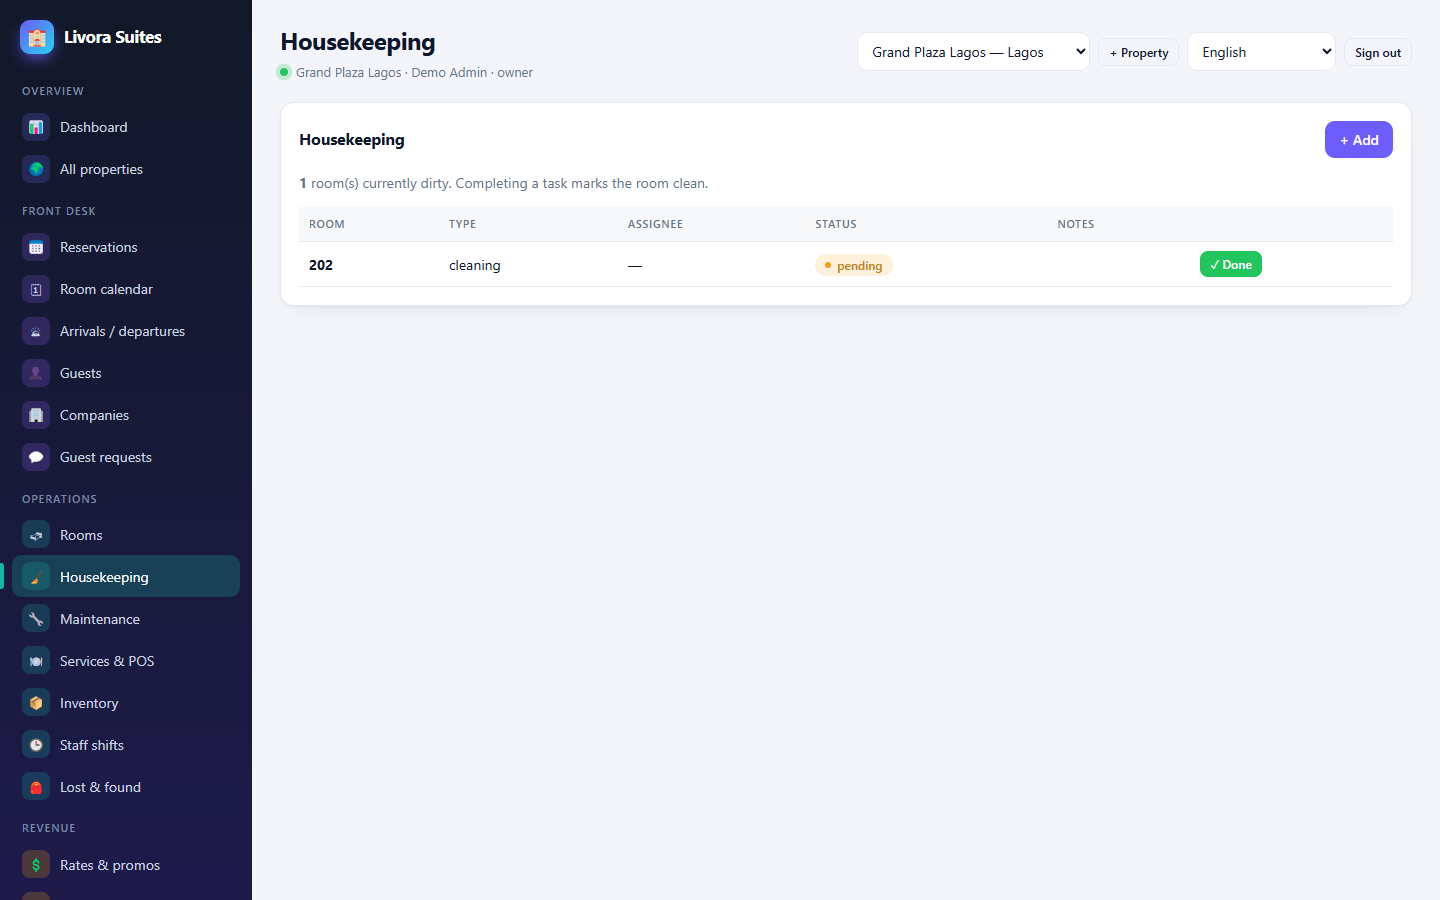 Livora Suites
OVERVIEW
Dashboard
All properties
FRONT DESK
Reservations
Room calendar
Arrivals / departures
Guests
Companies
Guest requests
OPERATIONS
Rooms
Housekeeping
Maintenance
Services & POS
Inventory
Staff shifts
Lost & found
REVENUE
Rates & promos
Housekeeping
Grand Plaza Lagos · Demo Admin · owner
Grand Plaza Lagos — Lagos
+ Property
English
Sign out
Housekeeping
+ Add
1 room(s) currently dirty. Completing a task marks the room clean.
ROOM TYPE ASSIGNEE STATUS NOTES
202 cleaning — pending ✓ Done